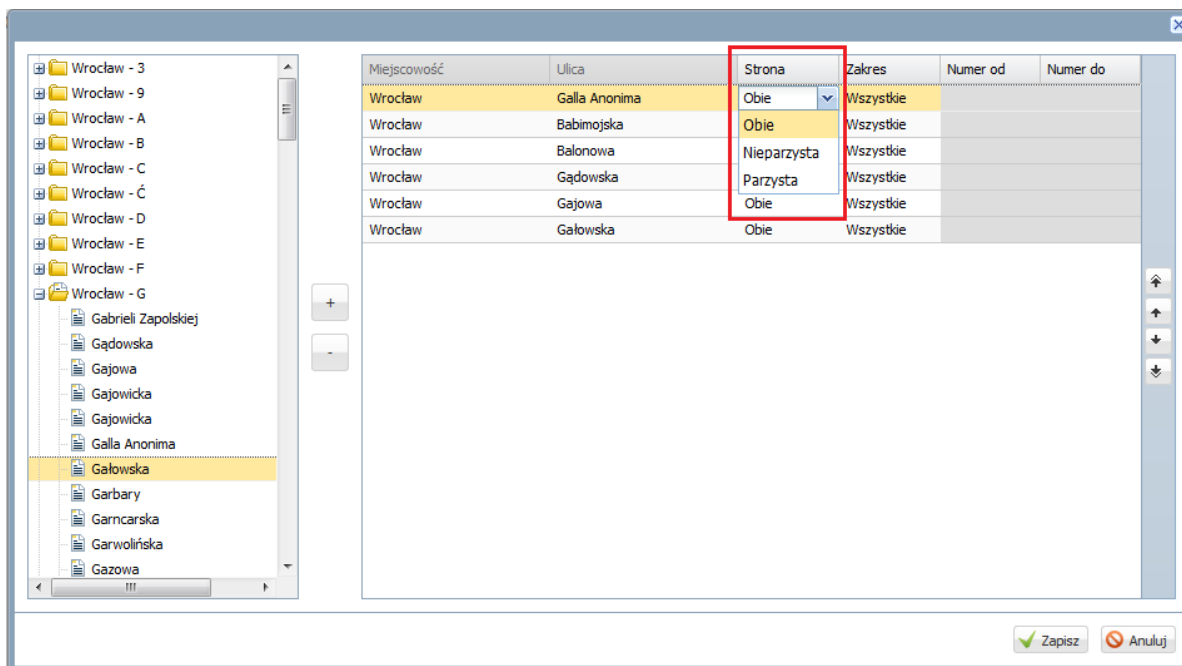 Wrocław - 3
Wrocław - 9
Wrocław - A
Wrocław - B
Wrocław - C
Wrocław - Ć
Wrocław - D
Wrocław - E
Wrocław - F
Wrocław - G
Gabrieli Zapolskiej
Gądowska
Gajowa
Gajowicka
Gajowicka
Galla Anonima
Gałowska
Garbary
Garncarska
Garwolińska
Gazowa
+
-
Miejscowość Ulica Strona Zakres Numer od Numer do
Wrocław Galla Anonima Obie Wszystkie
Wrocław Babimojska Obie Wszystkie
Wrocław Balonowa Nieparzysta Wszystkie
Wrocław Gądowska Parzysta Wszystkie
Wrocław Gajowa Obie Wszystkie
Wrocław Gałowska Obie Wszystkie
Zapisz Anuluj